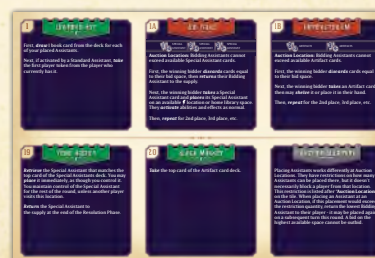 1
First, draw 1 book card from the deck for each
of your placed Assistants.
Next, if activated by a Standard Assistant, take
the first player token from the player who
currently has it.
1A
Auction Location: Bidding Assistants cannot
exceed available Special Assistant cards.
First, the winning bidder discards cards equal
to their bid space, then returns their Bidding
Assistant to the supply.
Next, the winning bidder takes a Special
Assistant card and places its Special Assistant
on an available location or home library space.
They activate abilities and effects as normal.
Then, repeat for the 2nd place, 3rd place, etc.
1B
Auction Location: Bidding Assistants cannot
exceed available Artifact cards.
First, the winning bidder discards cards equal
to their bid space.
Next, the winning bidder takes an Artifact card
then may shelve it or place it in their hand.
Then, repeat for the 2nd place, 3rd place, etc.
19
Retrieve the Special Assistant that matches the
top card of the Special Assistants deck. You may
place it immediately, as though you control it.
You maintain control of the Special Assistant
for the rest of the round, unless another player
visits this location.
Return the Special Assistant to
the supply at the end of the Resolution Phase.
20
Take the top card of the Artifact card deck.
Placing Assistants works differently at Auction
Locations. They have restrictions on how many
Assistants can be placed there, but it doesn't
necessarily block a player from that location.
This restriction is listed after "Auction Location"
on the tile. When placing an Assistant at an
Auction Location, if this placement would exceed
the restriction quantity, return the lowest Bidding
Assistant to their player - it may be placed again
on a subsequent turn this round. A bid on the
highest available space cannot be outbid.